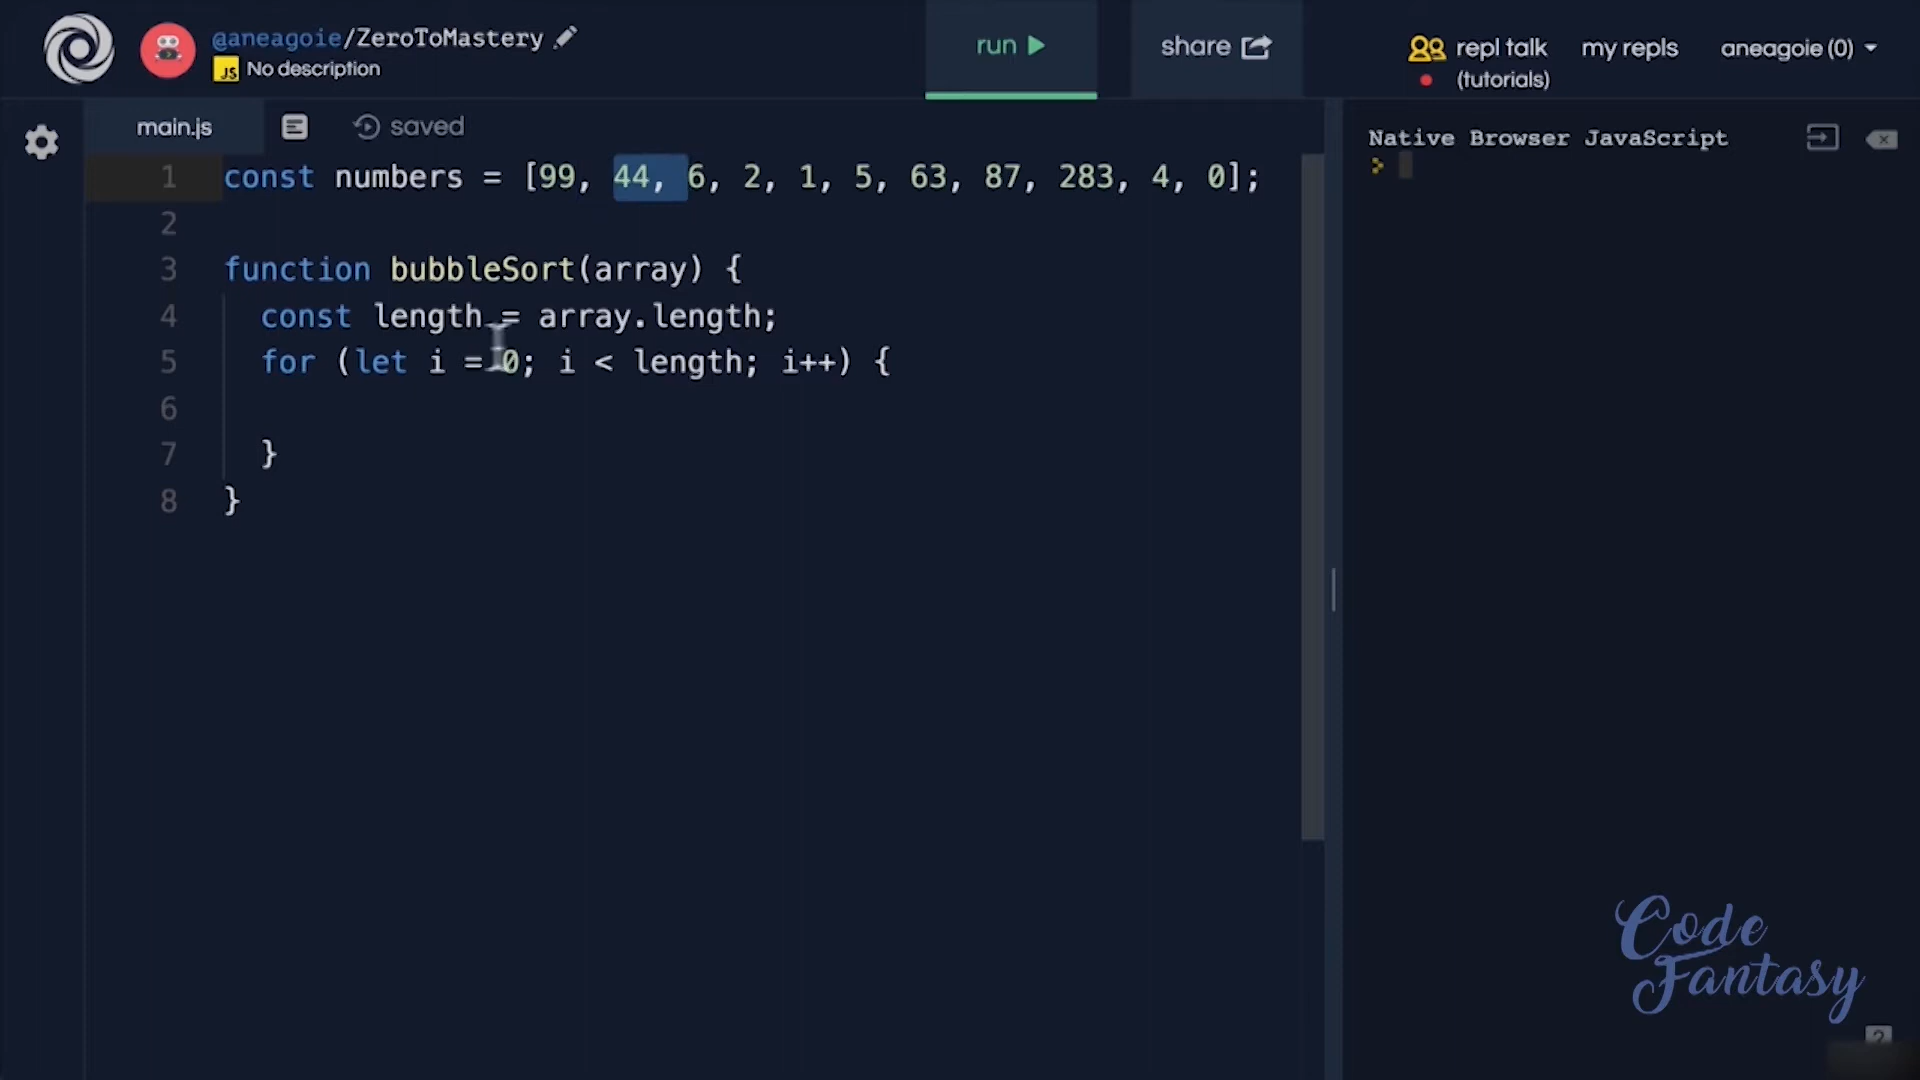 @aneagoie/ZeroToMastery
JS No description
run
share
repl talk
(tutorials)
my repls
aneagoie (0)
main.js
saved
Native Browser JavaScript
>
1 const numbers = [99, 44, 6, 2, 1, 5, 63, 87, 283, 4, 0];
2
3 function bubbleSort(array) {
4 const length = array.length;
5 for (let i = 0; i < length; i++) {
6
7 }
8 }
Code
Fantasy
?